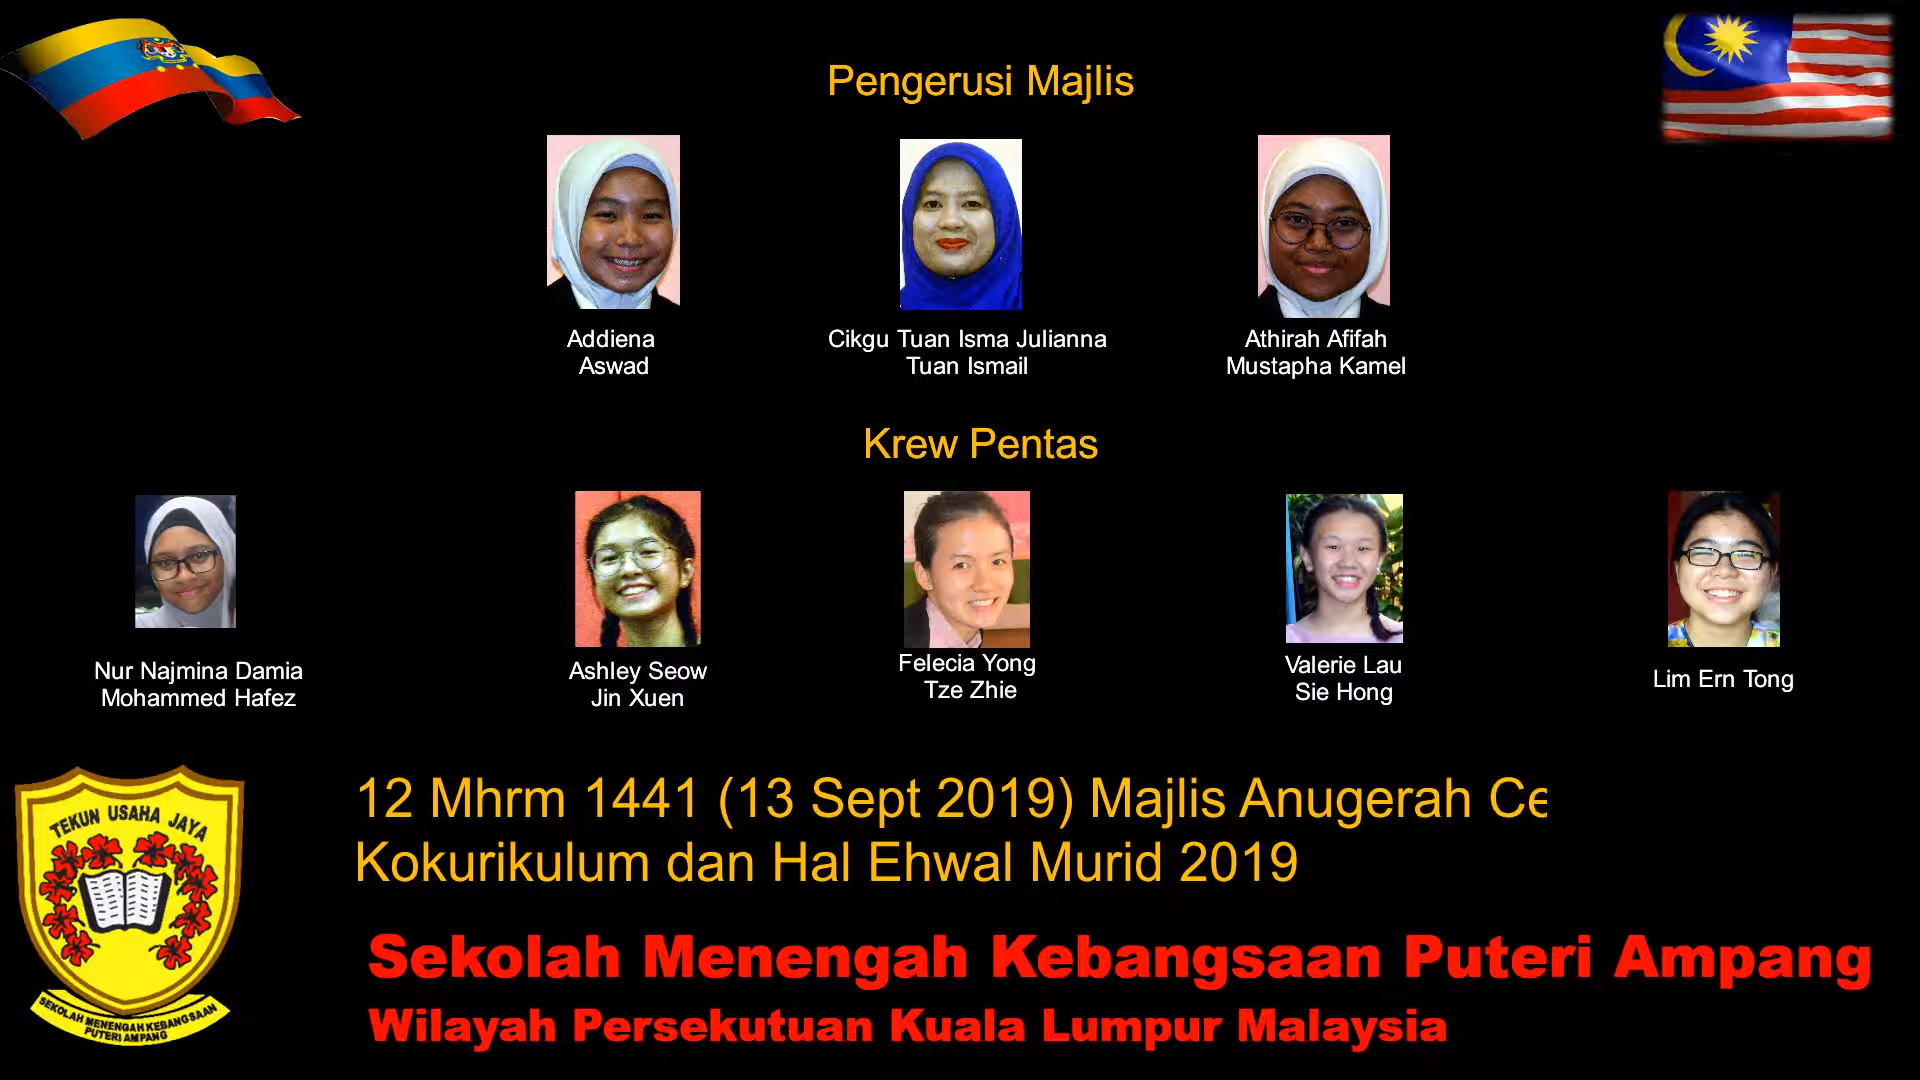 Pengerusi Majlis
Addiena
Aswad
Cikgu Tuan Isma Julianna
Tuan Ismail
Athirah Afifah
Mustapha Kamel
Krew Pentas
Nur Najmina Damia
Mohammed Hafez
Ashley Seow
Jin Xuen
Felecia Yong
Tze Zhie
Valerie Lau
Sie Hong
Lim Ern Tong
12 Mhrm 1441 (13 Sept 2019) Majlis Anugerah Ce
Kokurikulum dan Hal Ehwal Murid 2019
Sekolah Menengah Kebangsaan Puteri Ampang
Wilayah Persekutuan Kuala Lumpur Malaysia
TEKUN USAHA JAYA
SEKOLAH MENENGAH KEBANGSAAN
PUTERI AMPANG